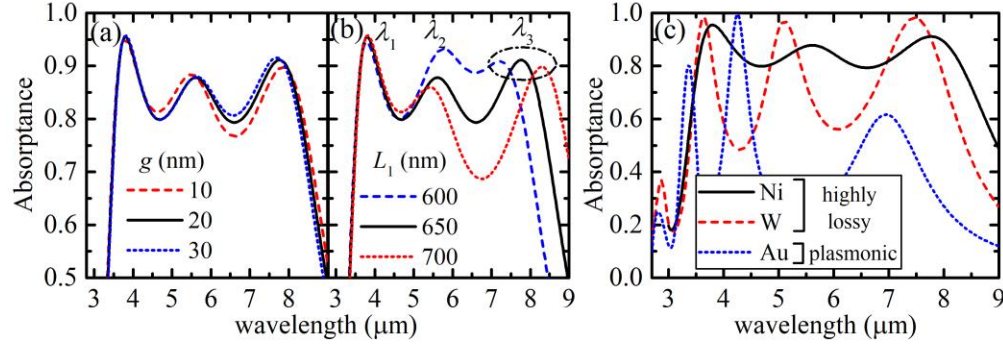 (a)
Absorptance
1.0
0.9
0.8
0.7
0.6
0.5
g (nm)
10
20
30
3 4 5 6 7 8
wavelength (μm)
(b)
λ1 λ2 λ3
L1 (nm)
600
650
700
3 4 5 6 7 8 9
(c)
Absorptance
1.0
0.8
0.6
0.4
0.2
0.0
Ni
W
highly
lossy
Au
plasmonic
3 4 5 6 7 8 9
wavelength (μm)